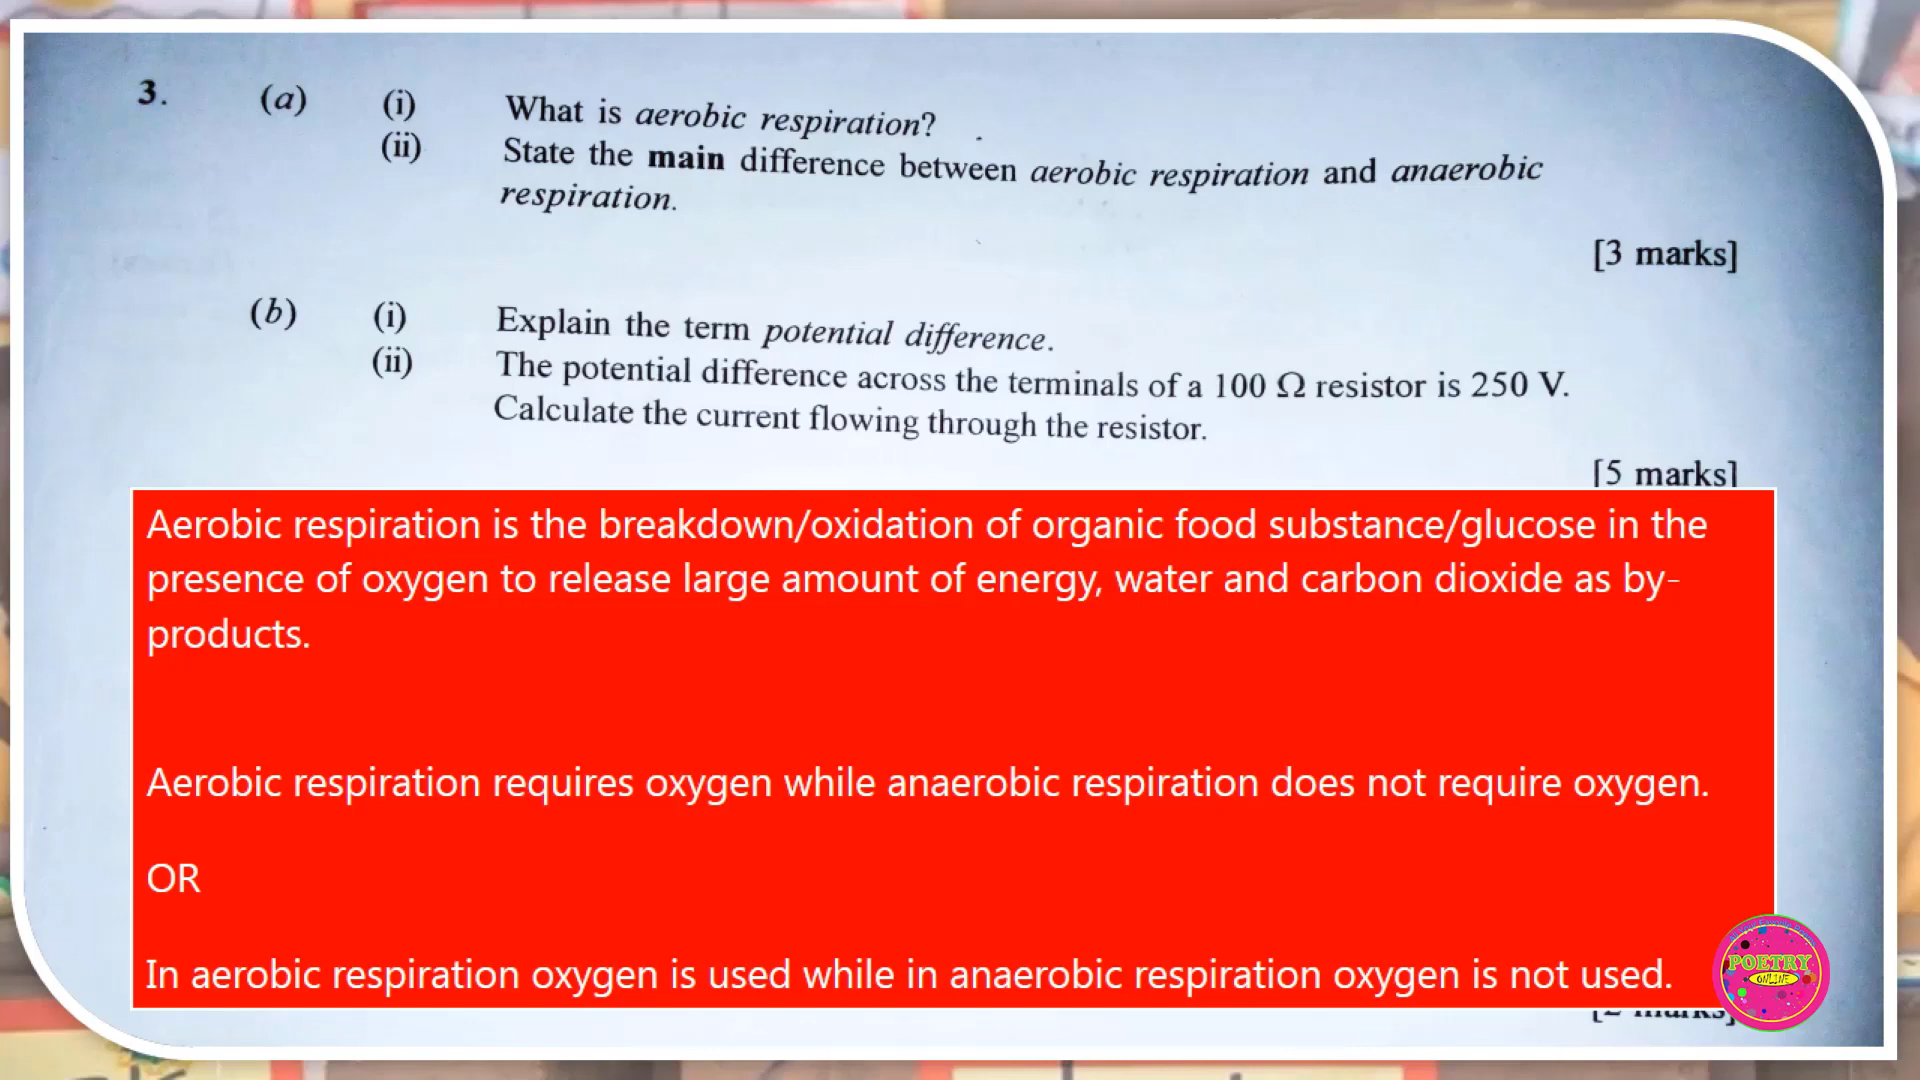 3. (a) (i) What is aerobic respiration?
(ii) State the main difference between aerobic respiration and anaerobic
respiration.
[3 marks]
(b) (i) Explain the term potential difference.
(ii) The potential difference across the terminals of a 100 Ω resistor is 250 V.
Calculate the current flowing through the resistor.
[5 marks]
Aerobic respiration is the breakdown/oxidation of organic food substance/glucose in the
presence of oxygen to release large amount of energy, water and carbon dioxide as by-
products.
Aerobic respiration requires oxygen while anaerobic respiration does not require oxygen.
OR
In aerobic respiration oxygen is used while in anaerobic respiration oxygen is not used.
POETRY
ONLINE
marks]